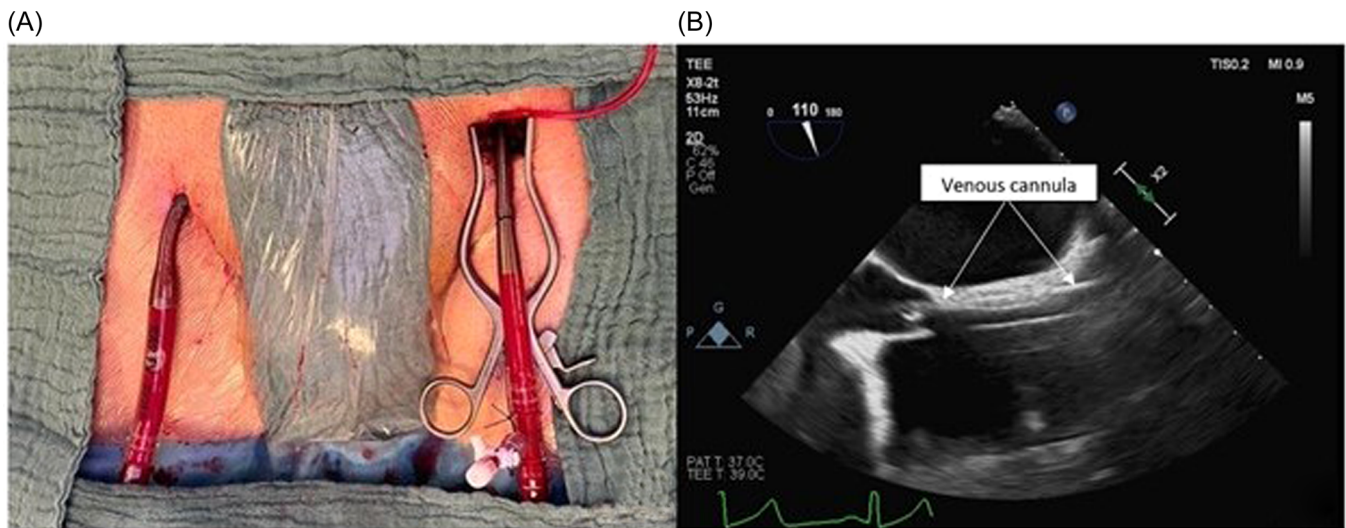 (A)
(B)
TEE
X8-2t
53Hz
11cm
2D
62%
C 46
P Off
Gen.
0 110 180
TIS0.2 MI 0.9
M5
Venous cannula
X2
G
P R
PAT T: 37.0C
TEE T: 39.0C